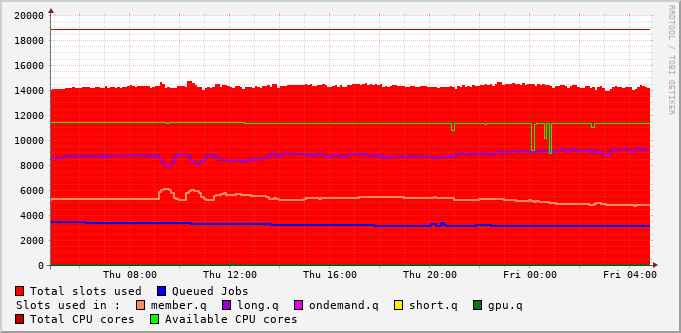 20000
18000
16000
14000
12000
10000
8000
6000
4000
2000
0
Thu 08:00 Thu 12:00 Thu 16:00 Thu 20:00 Fri 00:00 Fri 04:00
Total slots used Queued Jobs
Slots used in : member.q long.q ondemand.q short.q gpu.q
Total CPU cores Available CPU cores
RRDTOOL / TOBI OETIKER